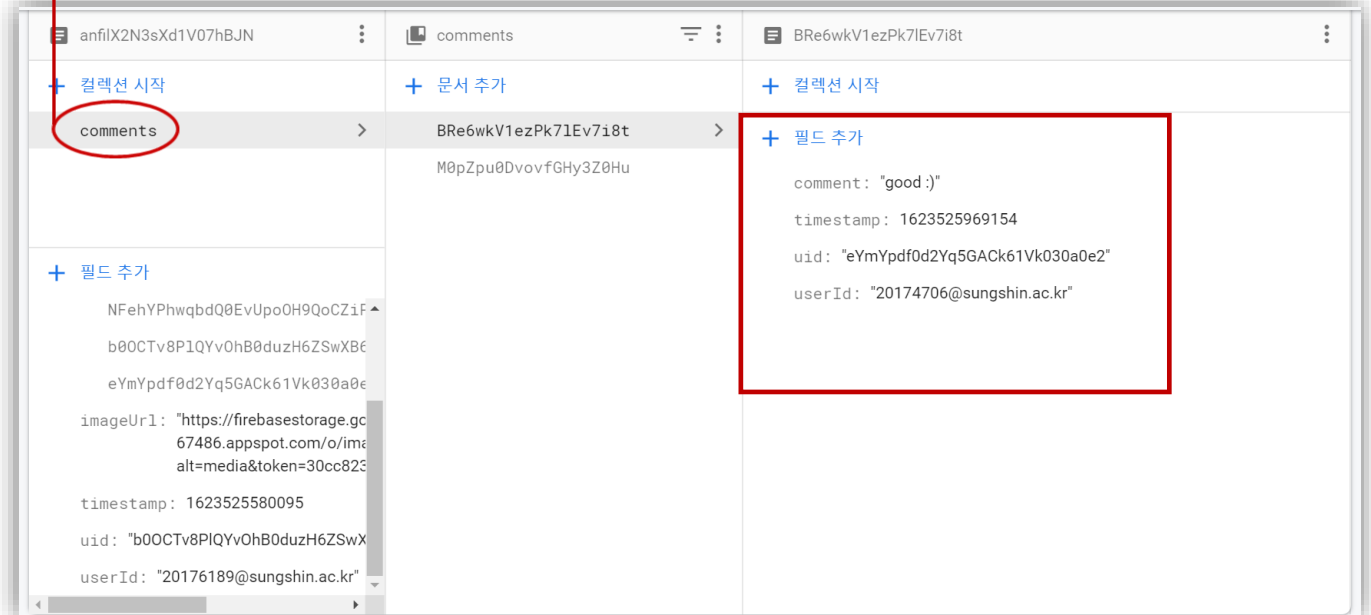 anfilX2N3sXd1V07hBJN
comments
BRe6wkV1ezPk7lEv7i8t
컬렉션 시작
문서 추가
컬렉션 시작
comments
BRe6wkV1ezPk7lEv7i8t
M0pZpu0DvovfGHy3Z0Hu
필드 추가
comment: "good :)"
timestamp: 1623525969154
uid: "eYmYpdf0d2Yq5GACk61Vk030a0e2"
userId: "20174706@sungshin.ac.kr"
필드 추가
NFehYPhwqbdQ0EvUpoOH9QoCZiF
b0OCTv8PlQYvOhB0duzH6ZSwXB6
eYmYpdf0d2Yq5GACk61Vk030a0e
imageUrl: "https://firebasestorage.gc
67486.appspot.com/o/ima
alt=media&token=30cc823
timestamp: 1623525580095
uid: "b0OCTv8PlQYvOhB0duzH6ZSwX
userId: "20176189@sungshin.ac.kr"